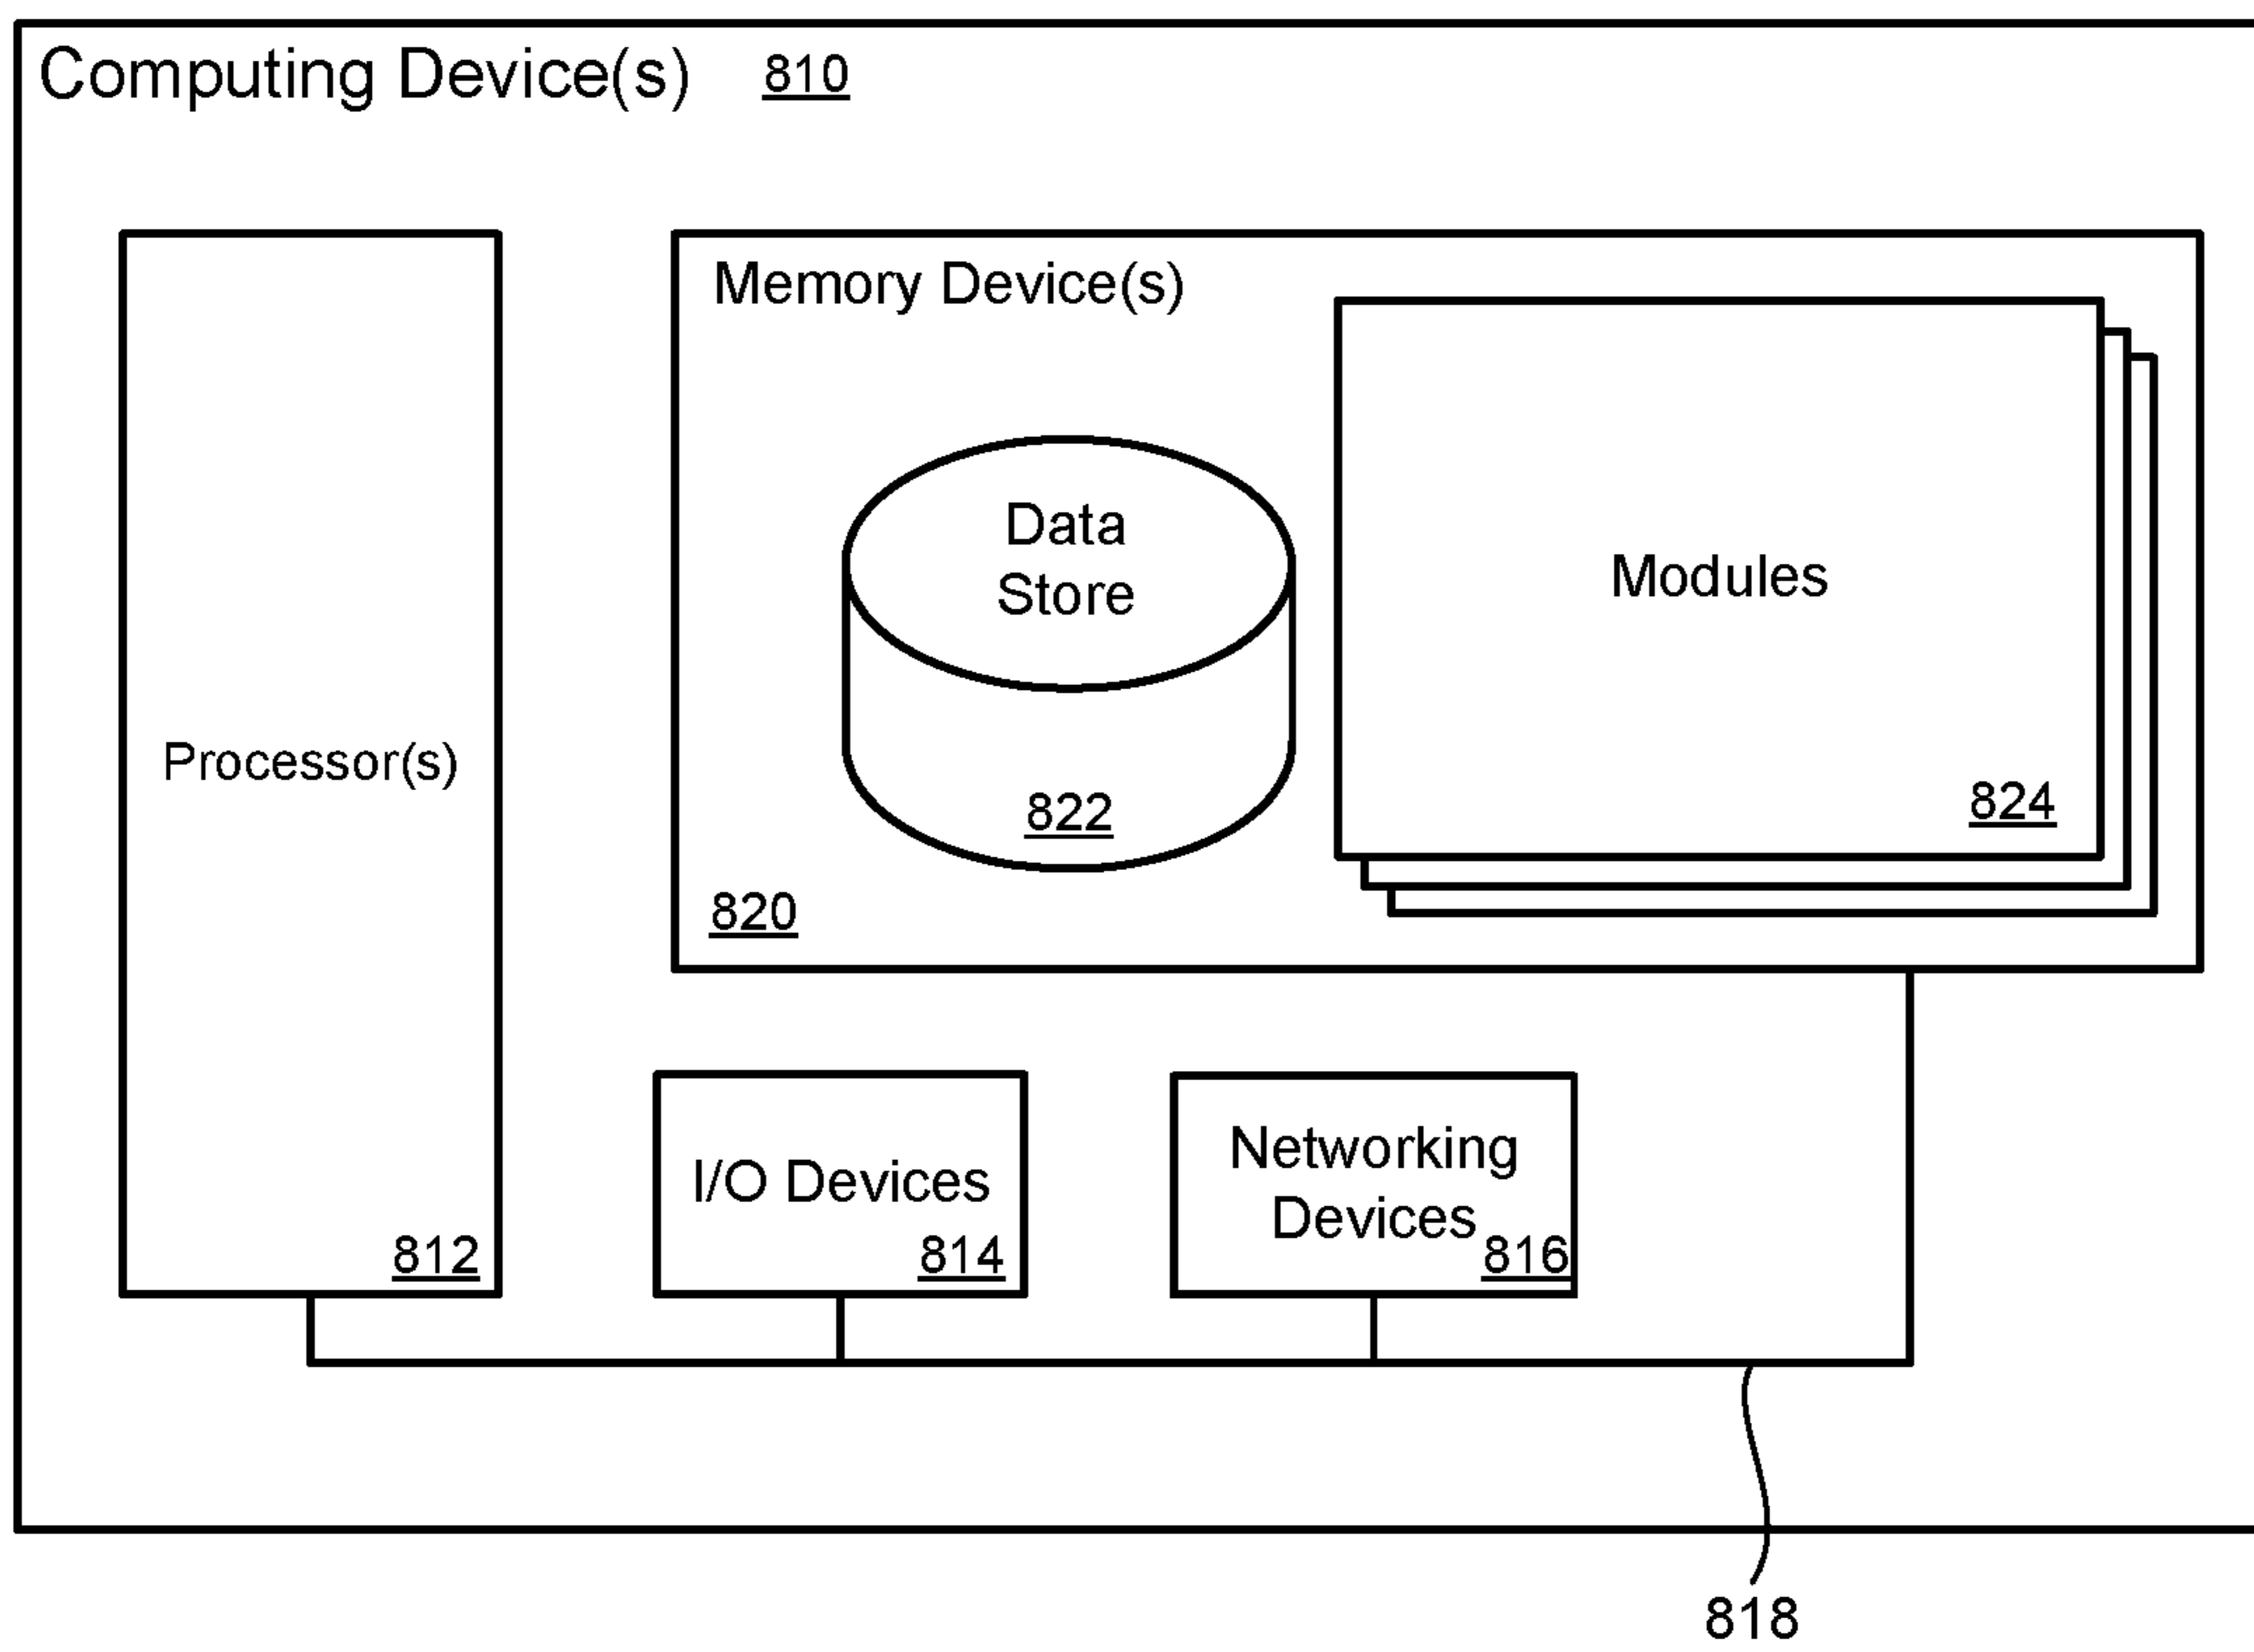 Computing Device(s) 810
Memory Device(s)
Data
Store
822
Modules
824
820
Processor(s)
812
I/O Devices
814
Networking
Devices
816
818